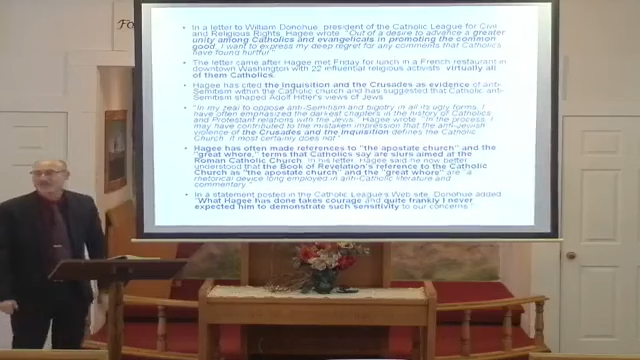 Fo
In a letter to William Donohue, president of the Catholic League for Civil
and Religious Rights, Hagee wrote: "Out of a desire to advance a greater
unity among Catholics and evangelicals in promoting the common
good, I want to express my deep regret for any comments that Catholics
have found hurtful"
The letter came after Hagee met Friday for lunch in a French restaurant in
downtown Washington with 22 influential religious activists, virtually all
of them Catholics.
Hagee has cited the Inquisition and the Crusades as evidence of anti-
Semitism within the Catholic church and has suggested that Catholic anti-
Semitism shaped Adolf Hitler's views of Jews
"In my zeal to oppose anti-Semitism and bigotry in all its ugly forms, I
have often emphasized the darkest chapters in the history of Catholics
and Protestant relations with the Jews" Hagee wrote "In the process, I
may have contributed to the mistaken impression that the anti-Jewish
violence of the Crusades and the Inquisition defines the Catholic
Church. It most certainly does not"
Hagee has often made references to "the apostate church" and the
"great whore," terms that Catholics say are slurs aimed at the
Roman Catholic Church. In his letter, Hagee said he now better
understood that the Book of Revelation's reference to the Catholic
Church as "the apostate church" and the "great whore" are "a
rhetorical device long employed in anti-Catholic literature and
commentary."
In a statement posted in the Catholic League's Web site, Donohue added
"What Hagee has done takes courage and quite frankly I never
expected him to demonstrate such sensitivity to our concerns."